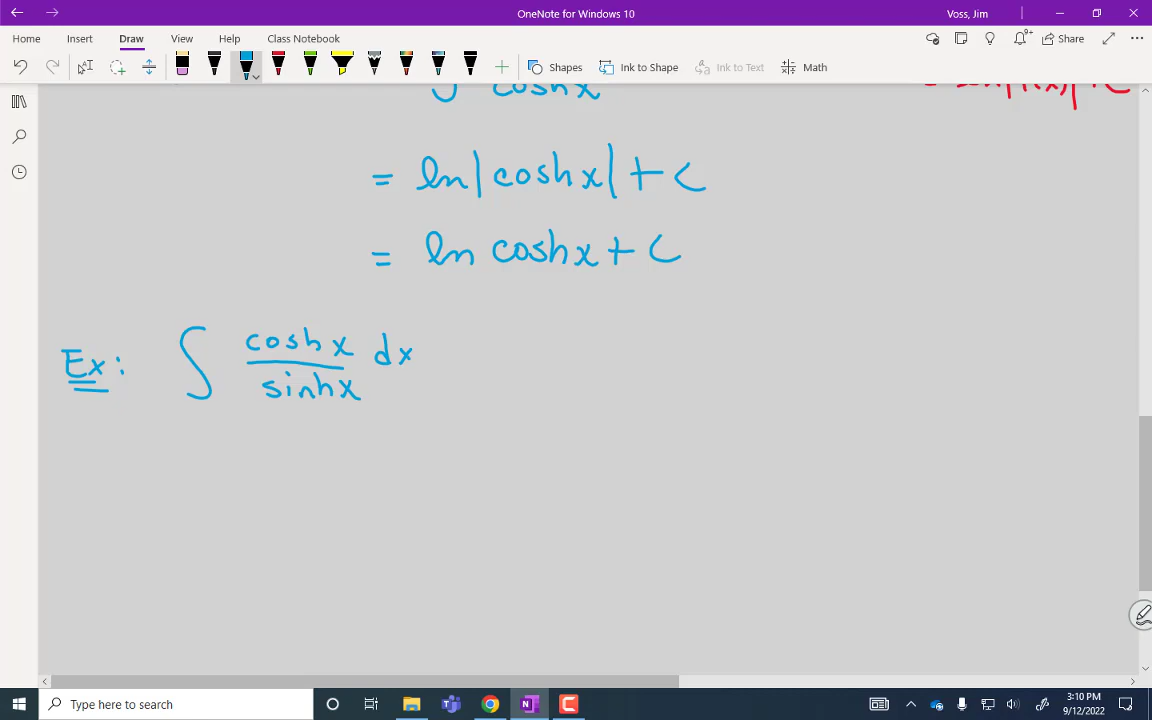 OneNote for Windows 10
Voss, Jim
Home Insert Draw View Help Class Notebook
Share
Shapes Ink to Shape Ink to Text Math
cosh x
= ln|cosh x| + C
= ln cosh x + C
Ex: ∫ cosh x / sinh x dx
Type here to search
3:10 PM
9/12/2022